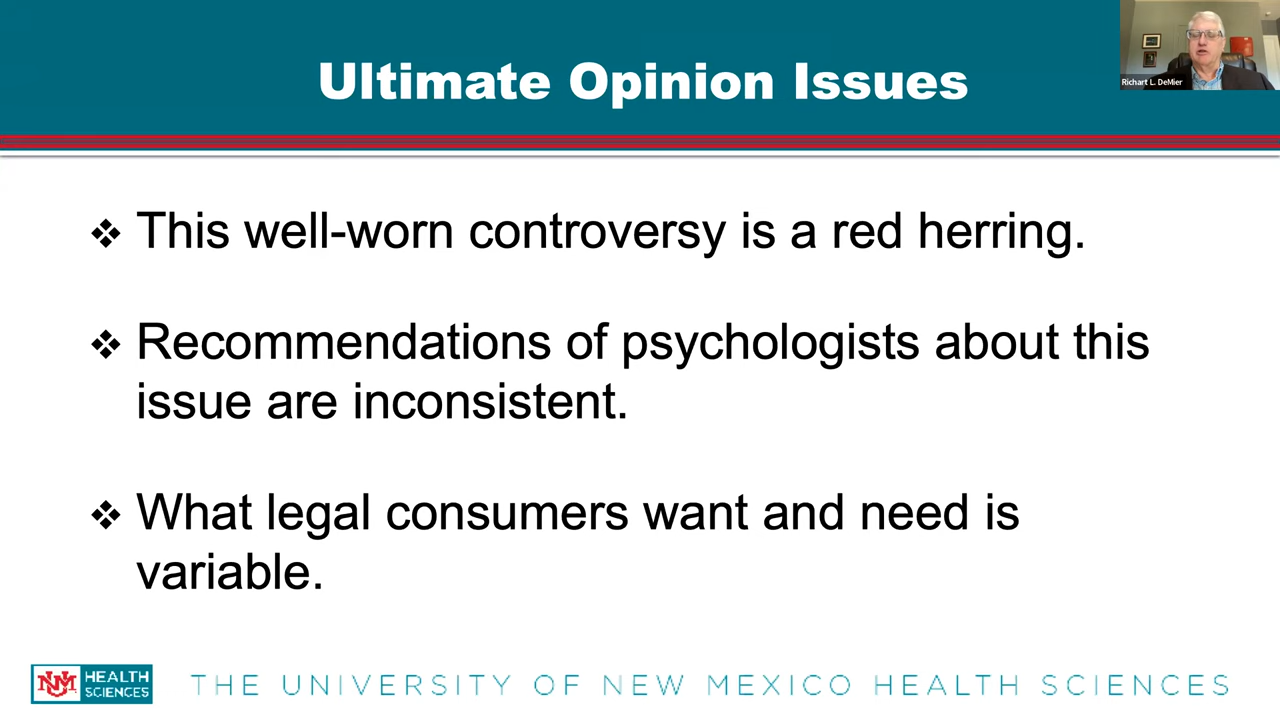 Ultimate Opinion Issues
Richart L. DeMier
❖ This well-worn controversy is a red herring.
❖ Recommendations of psychologists about this
issue are inconsistent.
❖ What legal consumers want and need is
variable.
UNM HEALTH
SCIENCES
THE UNIVERSITY OF NEW MEXICO HEALTH SCIENCES